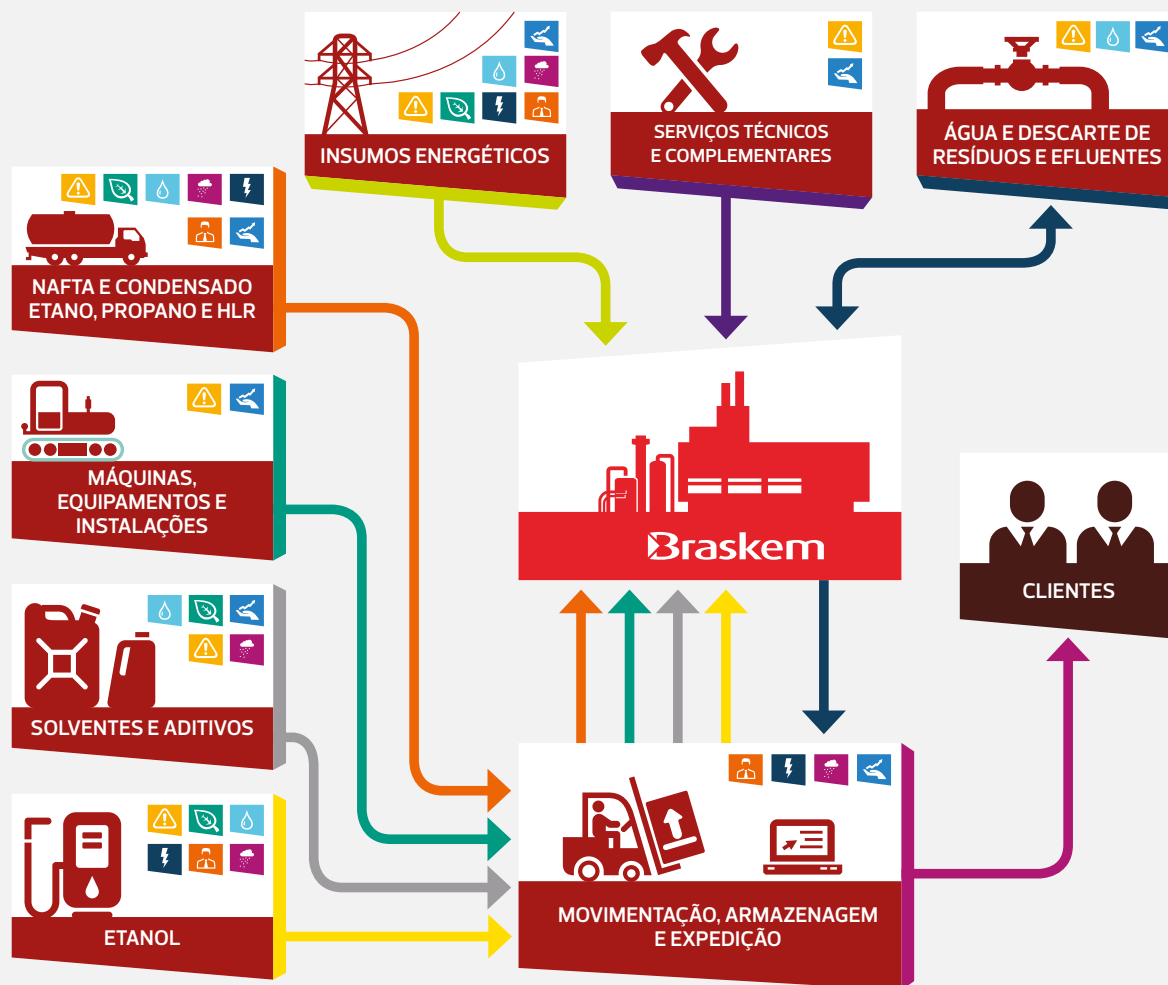 INSUMOS ENERGÉTICOS
SERVIÇOS TÉCNICOS
E COMPLEMENTARES
ÁGUA E DESCARTE DE
RESÍDUOS E EFLUENTES
NAFTA E CONDENSADO
ETANO, PROPANO E HLR
MÁQUINAS,
EQUIPAMENTOS E
INSTALAÇÕES
Braskem
CLIENTES
SOLVENTES E ADITIVOS
ETANOL
MOVIMENTAÇÃO, ARMAZENAGEM
E EXPEDIÇÃO